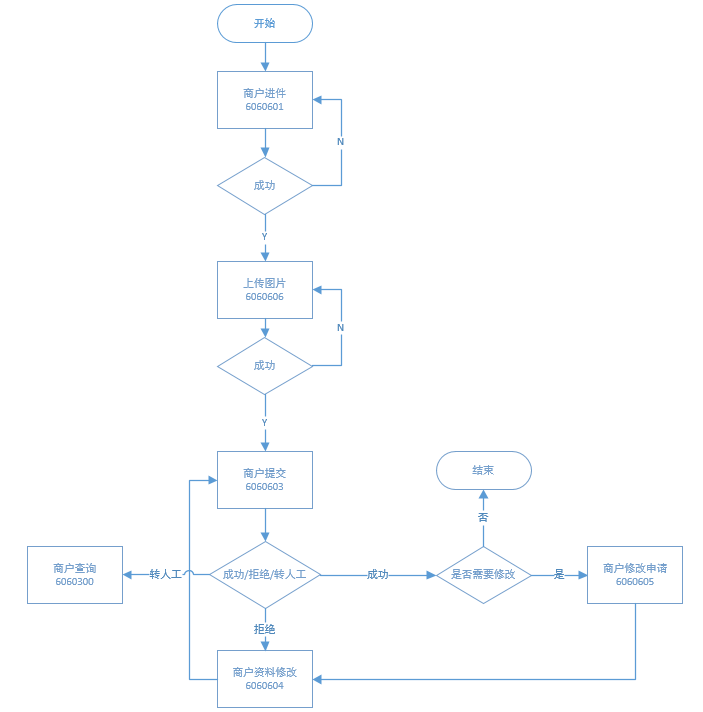 开始
商户进件
6060601
N
成功
Y
上传图片
6060606
N
成功
Y
商户提交
6060603
结束
否
商户查询
6060300
转人工
成功/拒绝/转人工
成功
是否需要修改
是
商户修改申请
6060605
拒绝
商户资料修改
6060604